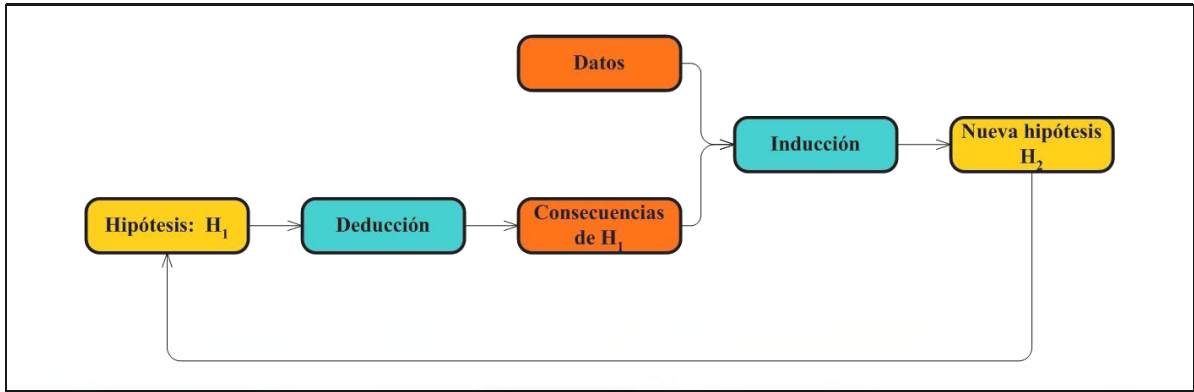 Datos
Inducción
Nueva hipótesis
H₂
Hipótesis: H₁
Deducción
Consecuencias
de H₁